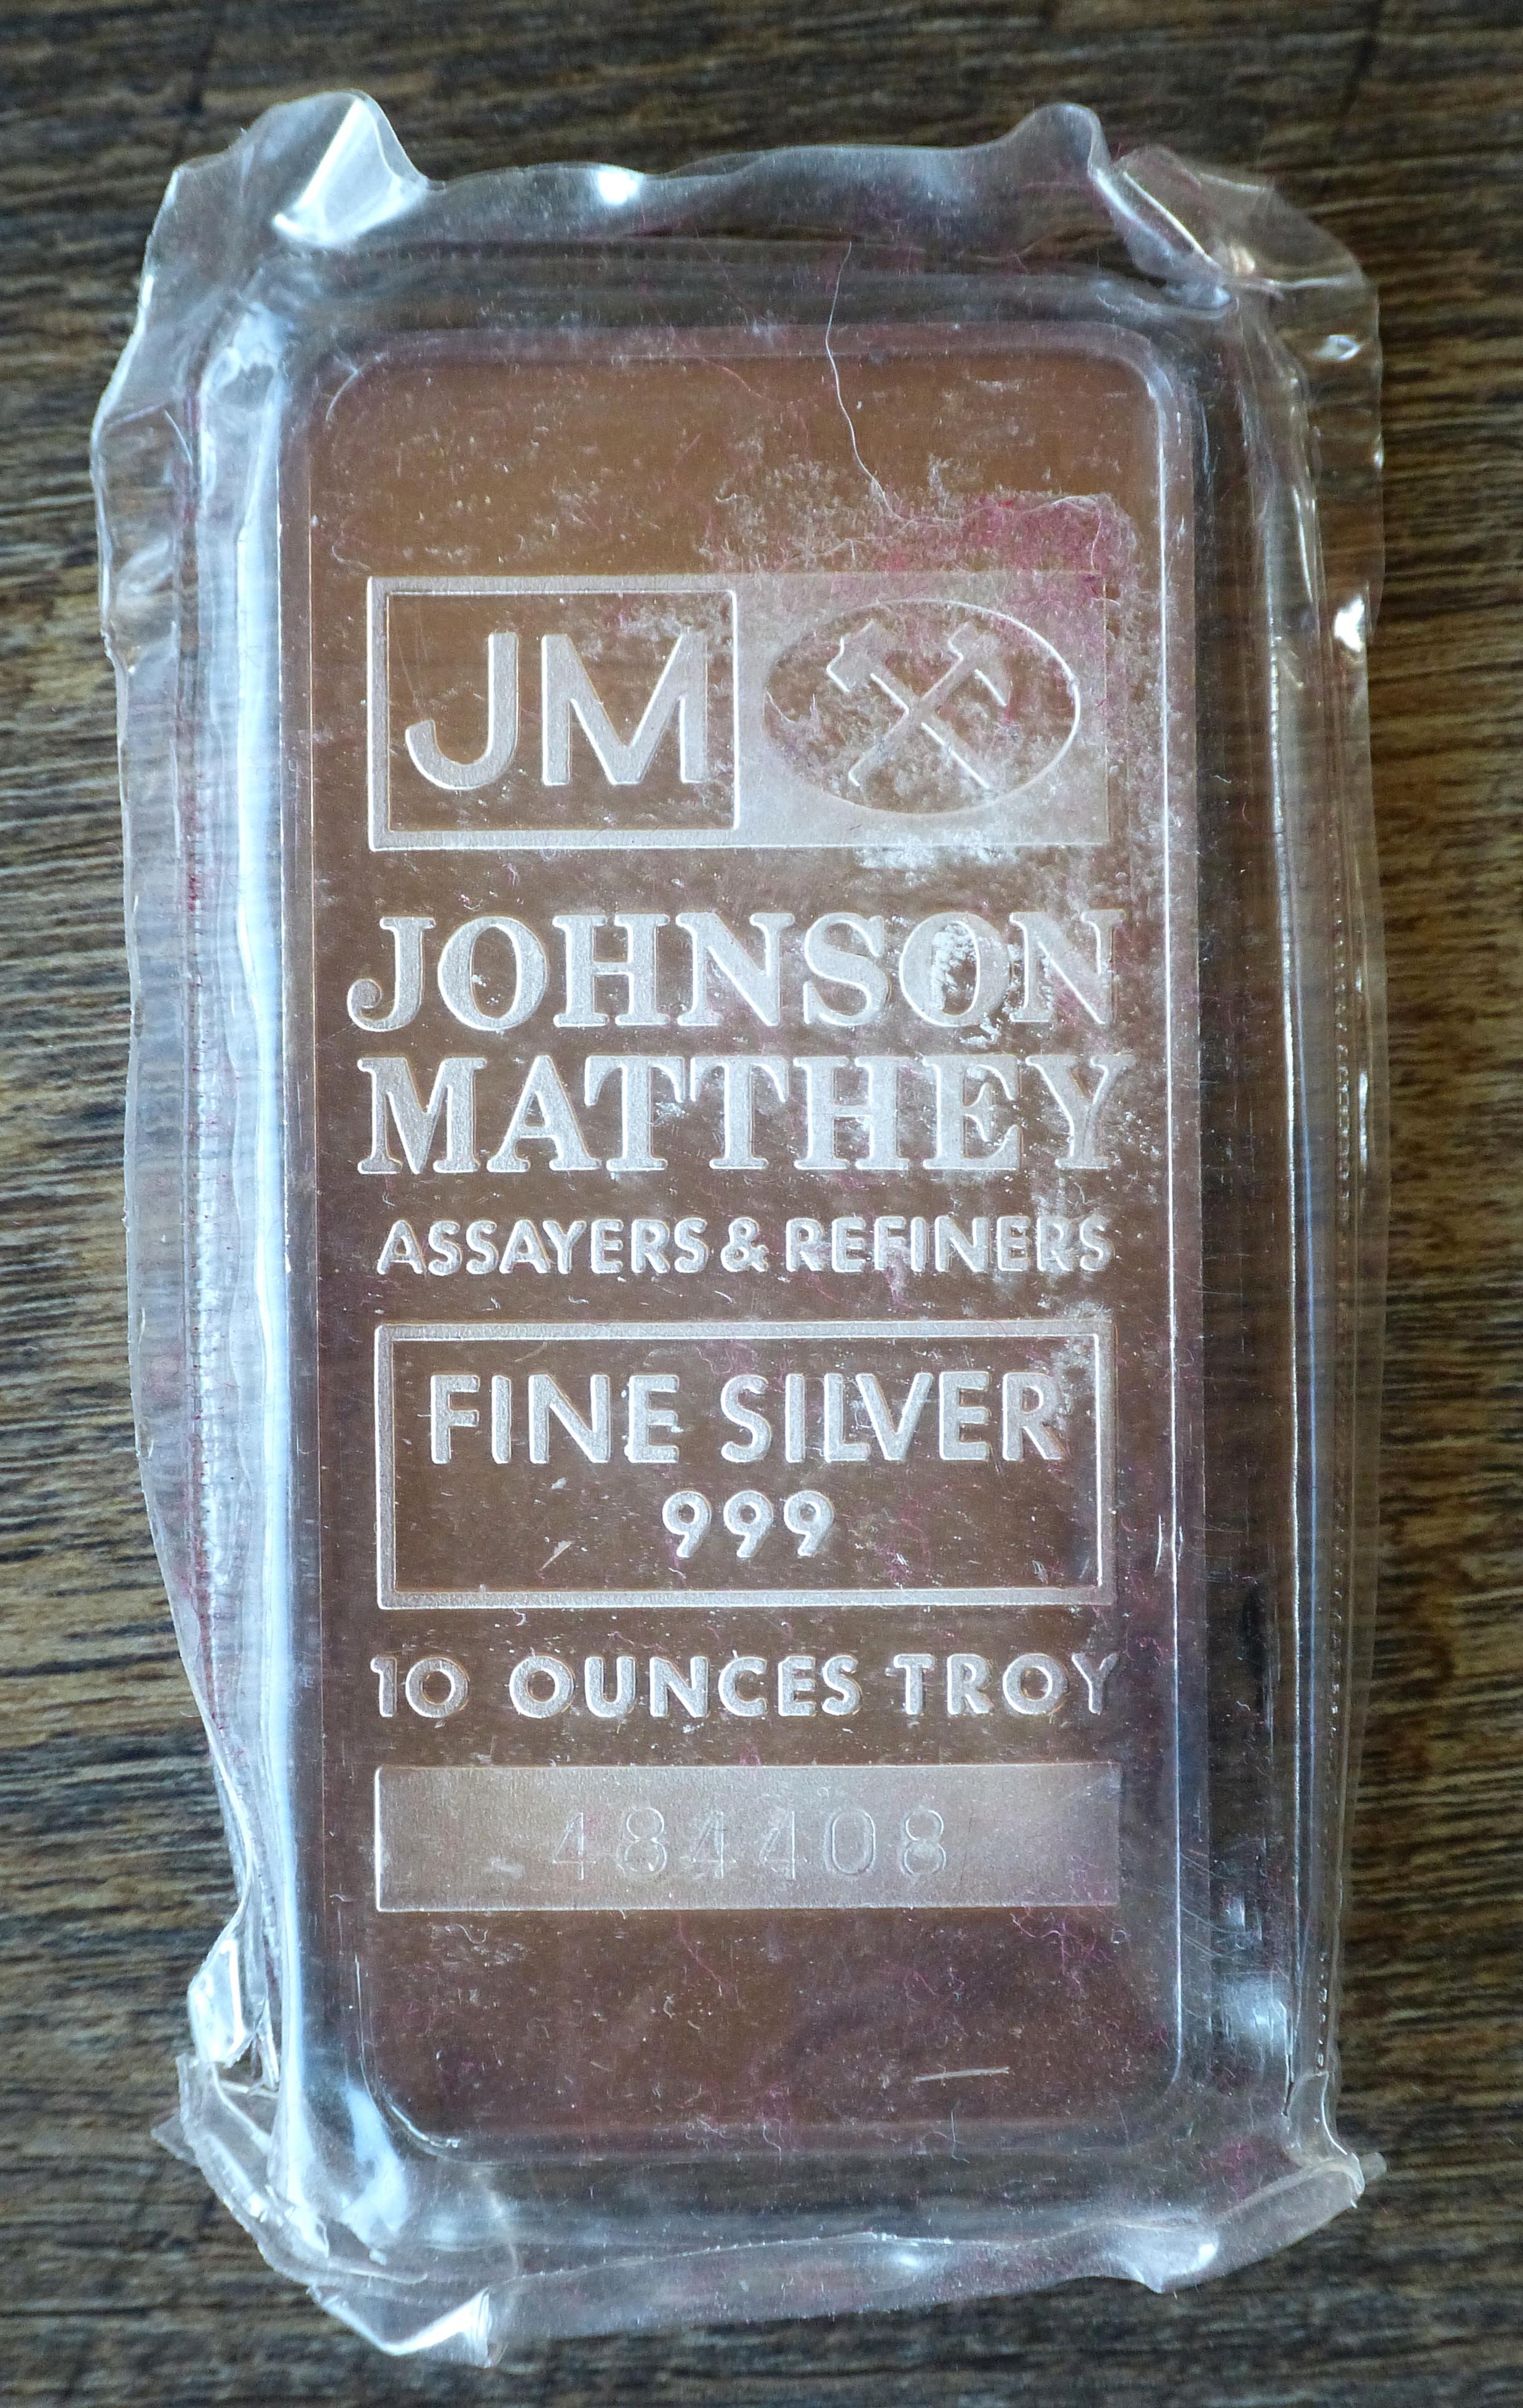 JM
JOHNSON
MATTHEY
ASSAYERS & REFINERS
FINE SILVER
999
10 OUNCES TROY
484408